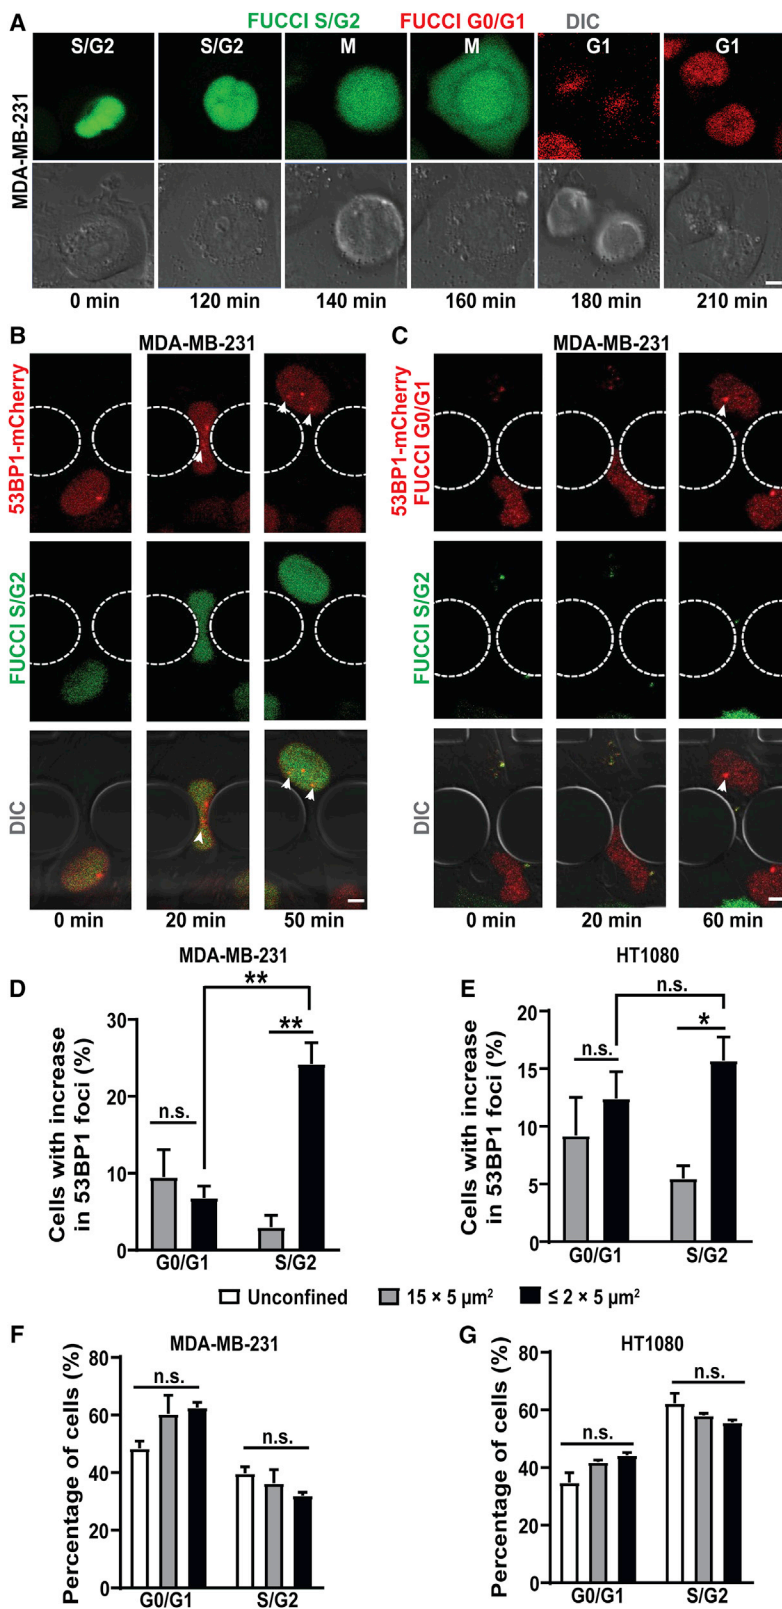 A
FUCCI S/G2 FUCCI G0/G1 DIC
S/G2 S/G2 M M G1 G1
MDA-MB-231
0 min 120 min 140 min 160 min 180 min 210 min
B
MDA-MB-231
53BP1-mCherry
FUCCI S/G2
DIC
0 min 20 min 50 min
C
MDA-MB-231
53BP1-mCherry
FUCCI G0/G1
FUCCI S/G2
DIC
0 min 20 min 60 min
D
MDA-MB-231
Cells with increase
in 53BP1 foci (%)
30
20
10
0
n.s.
**
**
G0/G1 S/G2
E
HT1080
Cells with increase
in 53BP1 foci (%)
20
15
10
5
0
n.s.
n.s.
*
G0/G1 S/G2
Unconfined 15 × 5 µm² ≤ 2 × 5 µm²
F
MDA-MB-231
Percentage of cells (%)
80
60
40
20
0
n.s.
n.s.
G0/G1 S/G2
G
HT1080
Percentage of cells (%)
80
60
40
20
0
n.s.
n.s.
G0/G1 S/G2